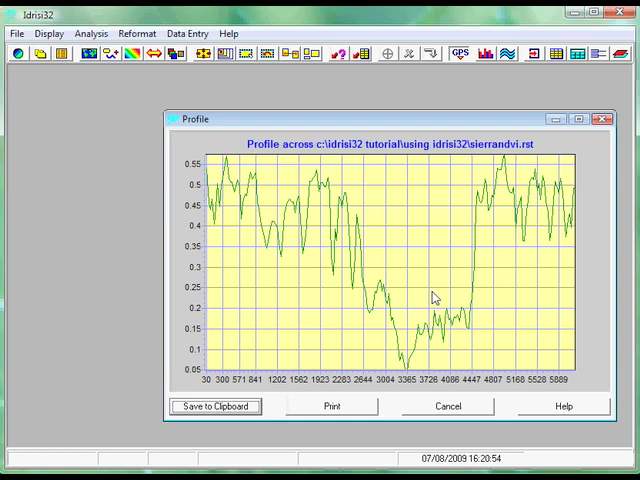 Idrisi32
File Display Analysis Reformat Data Entry Help
GPS
Profile
Profile across c:\idrisi32 tutorial\using idrisi32\sierrandvi.rst
0.55
0.5
0.45
0.4
0.35
0.3
0.25
0.2
0.15
0.1
0.05
30 300 571 841 1202 1562 1923 2283 2644 3004 3365 3726 4086 4447 4807 5168 5528 5889
Save to Clipboard Print Cancel Help
07/08/2009 16:20:54